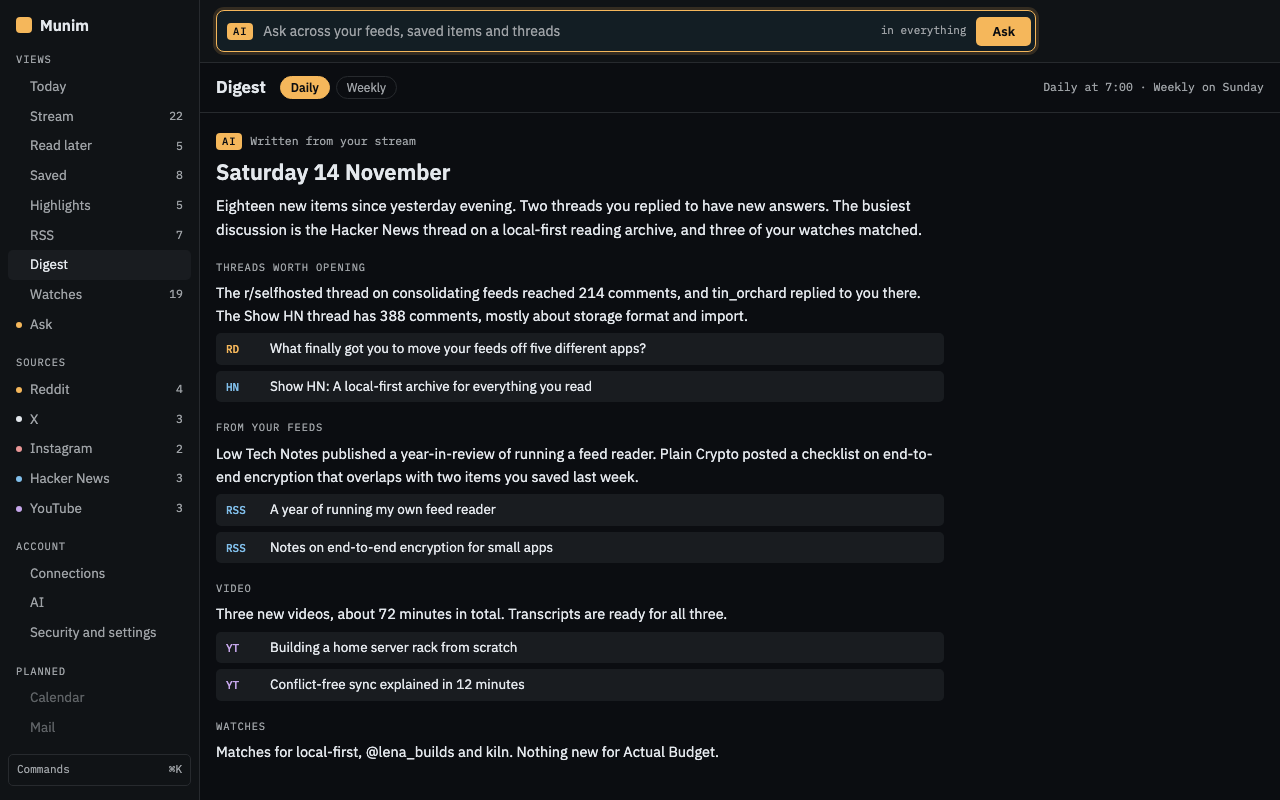 Munim
VIEWS
Today
Stream 22
Read later 5
Saved 8
Highlights 5
RSS 7
Digest
Watches 19
Ask
SOURCES
Reddit 4
X 3
Instagram 2
Hacker News 3
YouTube 3
ACCOUNT
Connections
AI
Security and settings
PLANNED
Calendar
Mail
Commands ⌘K
AI Ask across your feeds, saved items and threads in everything Ask
Digest Daily Weekly Daily at 7:00 · Weekly on Sunday
AI Written from your stream
Saturday 14 November
Eighteen new items since yesterday evening. Two threads you replied to have new answers. The busiest
discussion is the Hacker News thread on a local-first reading archive, and three of your watches matched.
THREADS WORTH OPENING
The r/selfhosted thread on consolidating feeds reached 214 comments, and tin_orchard replied to you there.
The Show HN thread has 388 comments, mostly about storage format and import.
RD What finally got you to move your feeds off five different apps?
HN Show HN: A local-first archive for everything you read
FROM YOUR FEEDS
Low Tech Notes published a year-in-review of running a feed reader. Plain Crypto posted a checklist on end-to-
end encryption that overlaps with two items you saved last week.
RSS A year of running my own feed reader
RSS Notes on end-to-end encryption for small apps
VIDEO
Three new videos, about 72 minutes in total. Transcripts are ready for all three.
YT Building a home server rack from scratch
YT Conflict-free sync explained in 12 minutes
WATCHES
Matches for local-first, @lena_builds and kiln. Nothing new for Actual Budget.